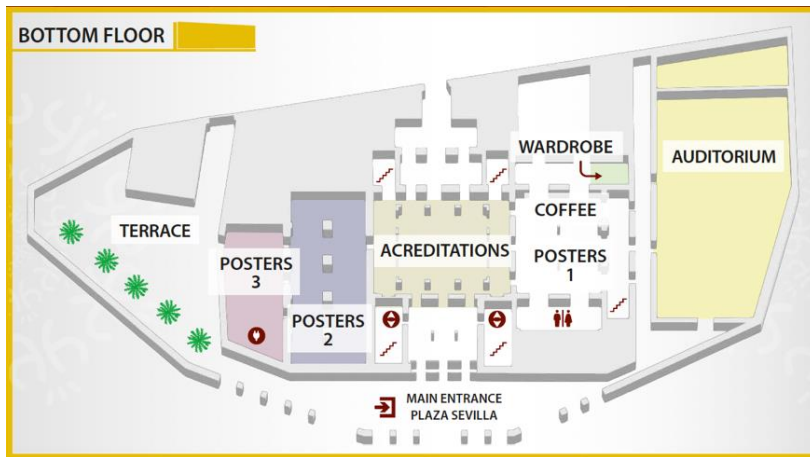 BOTTOM FLOOR
WARDROBE
AUDITORIUM
COFFEE
TERRACE
ACREDITATIONS
POSTERS
1
POSTERS
3
POSTERS
2
MAIN ENTRANCE
PLAZA SEVILLA